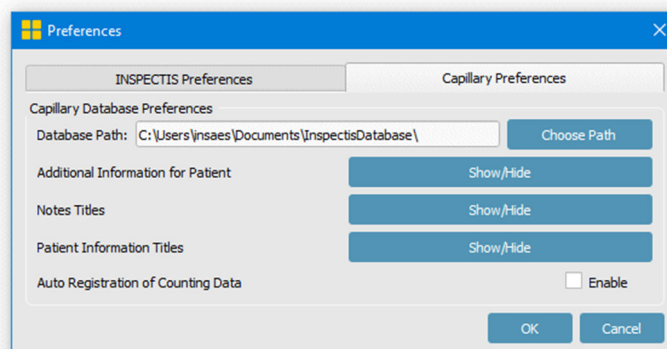 Preferences
INSPECTIS Preferences Capillary Preferences
Capillary Database Preferences
Database Path: C:\Users\insaes\Documents\InspectisDatabase\ Choose Path
Additional Information for Patient Show/Hide
Notes Titles Show/Hide
Patient Information Titles Show/Hide
Auto Registration of Counting Data Enable
OK Cancel